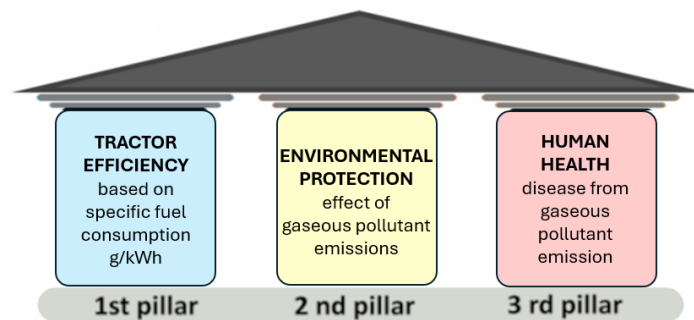 TRACTOR
EFFICIENCY
based on
specific fuel
consumption
g/kWh
ENVIRONMENTAL
PROTECTION
effect of
gaseous pollutant
emissions
HUMAN
HEALTH
disease from
gaseous
pollutant
emission
1st pillar
2 nd pillar
3 rd pillar